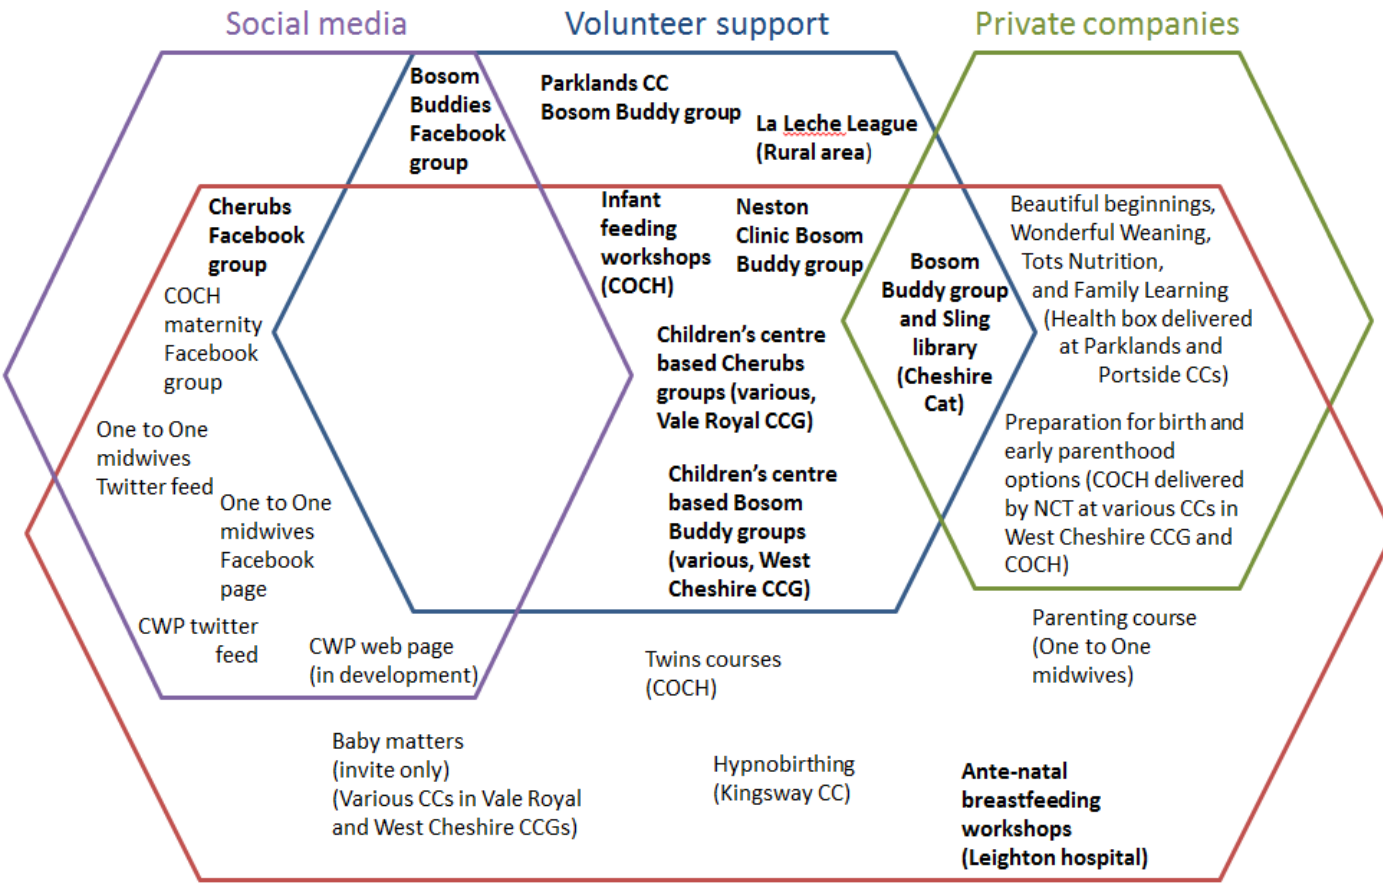 Social media
Volunteer support
Private companies
Bosom
Buddies
Facebook
group
Parklands CC
Bosom Buddy group
La Leche League
(Rural area)
Cherubs
Facebook
group
COCH
maternity
Facebook
group
One to One
midwives
Twitter feed
One to One
midwives
Facebook
page
CWP twitter
feed
CWP web page
(in development)
Infant
feeding
workshops
(COCH)
Neston
Clinic Bosom
Buddy group
Children's centre
based Cherubs
groups (various,
Vale Royal CCG)
Children's centre
based Bosom
Buddy groups
(various, West
Cheshire CCG)
Bosom
Buddy group
and Sling
library
(Cheshire
Cat)
Beautiful beginnings,
Wonderful Weaning,
Tots Nutrition,
and Family Learning
(Health box delivered
at Parklands and
Portside CCs)
Preparation for birth and
early parenthood
options (COCH delivered
by NCT at various CCs in
West Cheshire CCG and
COCH)
Twins courses
(COCH)
Parenting course
(One to One
midwives)
Baby matters
(invite only)
(Various CCs in Vale Royal
and West Cheshire CCGs)
Hypnobirthing
(Kingsway CC)
Ante-natal
breastfeeding
workshops
(Leighton hospital)